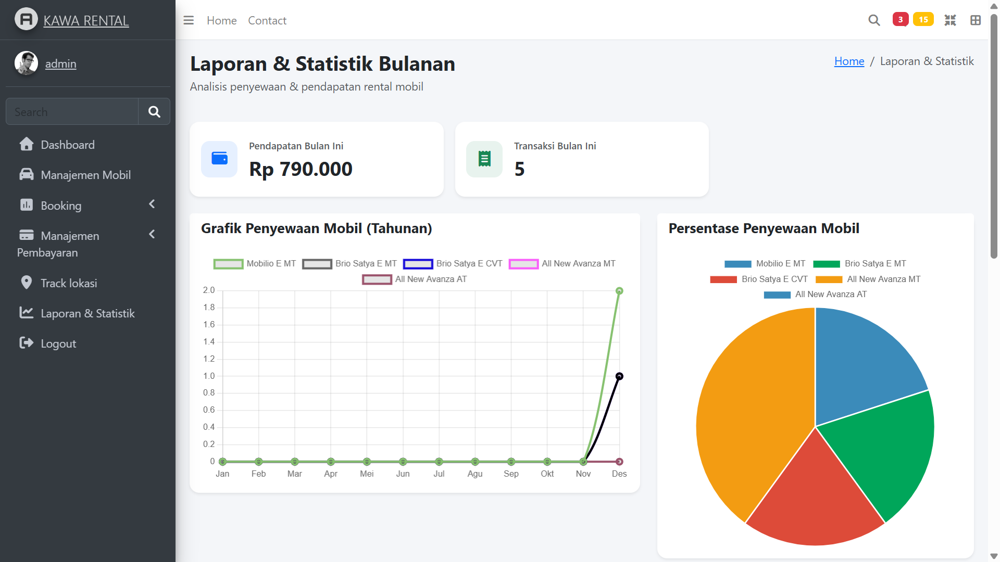 KAWA RENTAL
Home
Contact
3
15
admin
Search
Dashboard
Manajemen Mobil
Booking
Manajemen
Pembayaran
Track lokasi
Laporan & Statistik
Logout
Laporan & Statistik Bulanan
Home / Laporan & Statistik
Analisis penyewaan & pendapatan rental mobil
Pendapatan Bulan Ini
Rp 790.000
Transaksi Bulan Ini
5
Grafik Penyewaan Mobil (Tahunan)
Mobilio E MT
Brio Satya E MT
Brio Satya E CVT
All New Avanza MT
All New Avanza AT
2.0
1.8
1.6
1.4
1.2
1.0
0.8
0.6
0.4
0.2
0
Jan Feb Mar Apr Mei Jun Jul Agu Sep Okt Nov Des
Persentase Penyewaan Mobil
Mobilio E MT
Brio Satya E MT
Brio Satya E CVT
All New Avanza MT
All New Avanza AT